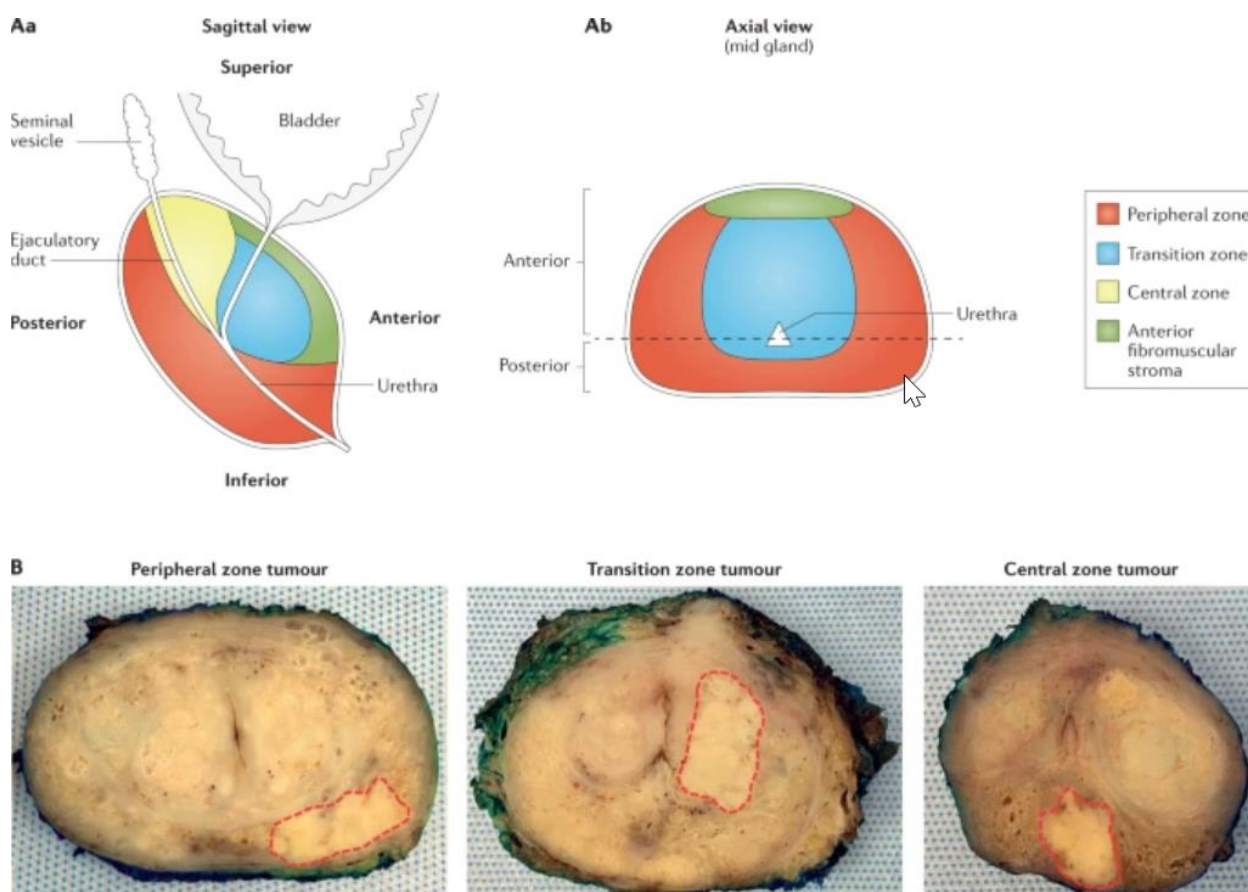 Aa
Sagittal view
Superior
Seminal
vesicle
Bladder
Ejaculatory
duct
Posterior
Anterior
Urethra
Inferior
Ab
Axial view
(mid gland)
Anterior
Urethra
Posterior
Peripheral zone
Transition zone
Central zone
Anterior
fibromuscular
stroma
B
Peripheral zone tumour
Transition zone tumour
Central zone tumour